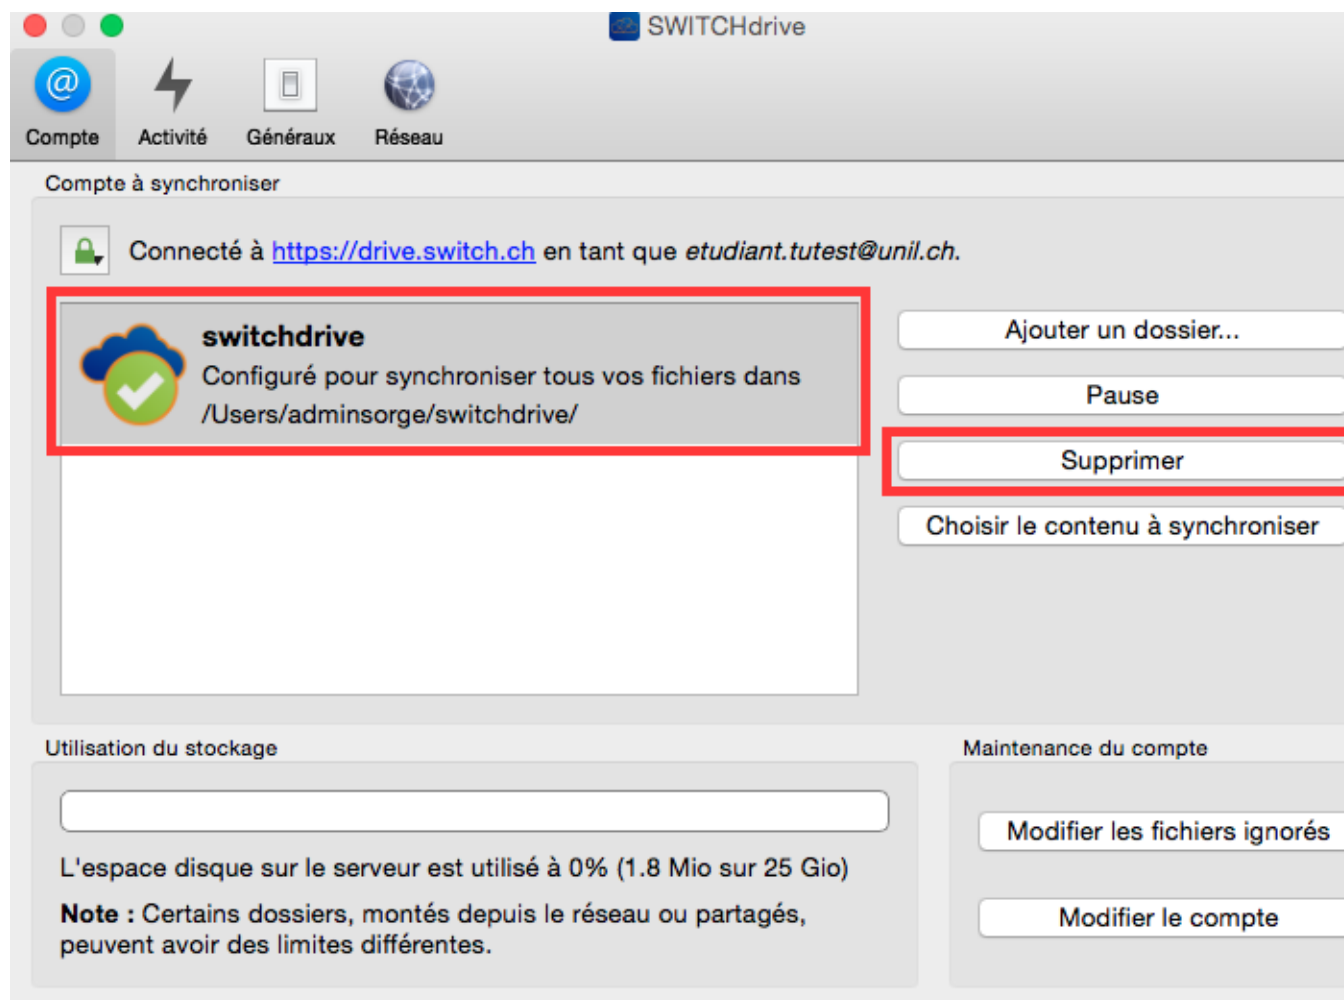 SWITCHdrive
Compte
Activité
Généraux
Réseau
Compte à synchroniser
Connecté à https://drive.switch.ch en tant que etudiant.tutest@unil.ch.
switchdrive
Configuré pour synchroniser tous vos fichiers dans
/Users/adminsorge/switchdrive/
Ajouter un dossier...
Pause
Supprimer
Choisir le contenu à synchroniser
Utilisation du stockage
L'espace disque sur le serveur est utilisé à 0% (1.8 Mio sur 25 Gio)
Note : Certains dossiers, montés depuis le réseau ou partagés,
peuvent avoir des limites différentes.
Maintenance du compte
Modifier les fichiers ignorés
Modifier le compte